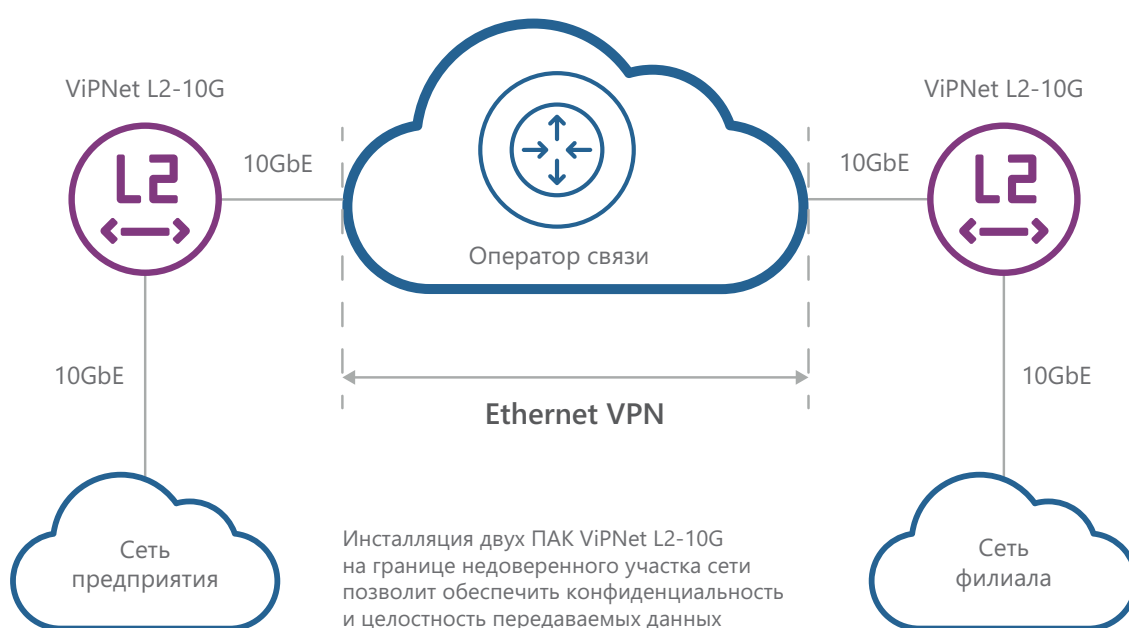 ViPNet L2-10G
ViPNet L2-10G
L2
10GbE
10GbE
L2
Оператор связи
10GbE
10GbE
Ethernet VPN
Сеть
предприятия
Инсталляция двух ПАК ViPNet L2-10G
на границе недоверенного участка сети
позволит обеспечить конфиденциальность
и целостность передаваемых данных
Сеть
филиала